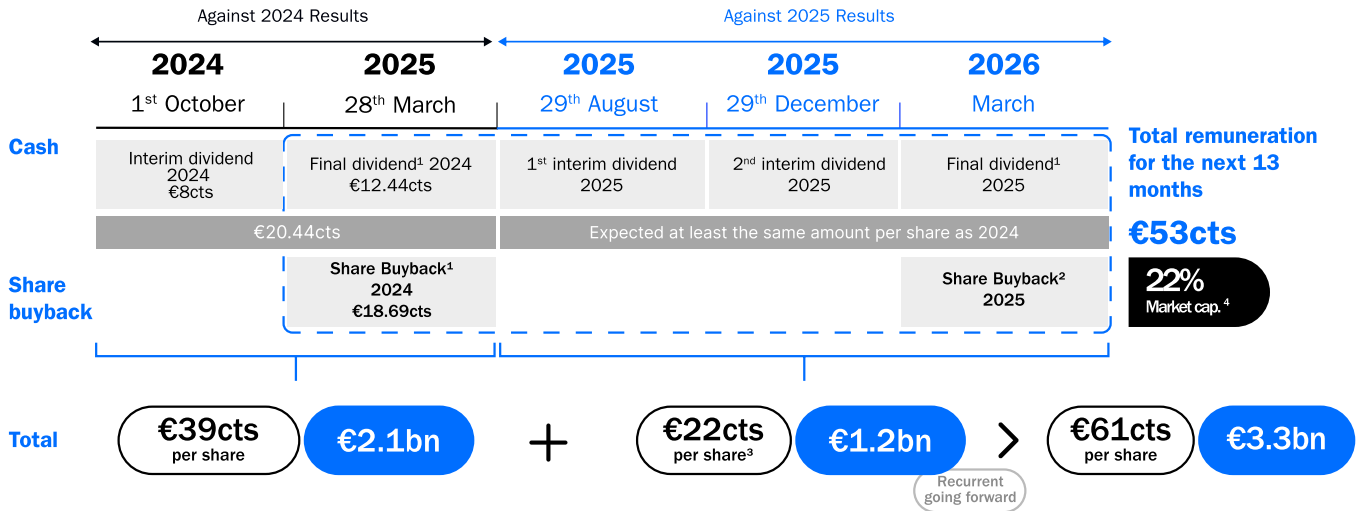 Against 2024 Results
Against 2025 Results
2024
2025
2025
2025
2026
1st October
28th March
29th August
29th December
March
Cash
Interim dividend
2024
€8cts
Final dividend¹ 2024
€12.44cts
1st interim dividend
2025
2nd interim dividend
2025
Final dividend¹
2025
Total remuneration
for the next 13
months
€20.44cts
Expected at least the same amount per share as 2024
€53cts
Share
buyback
Share Buyback¹
2024
€18.69cts
Share Buyback²
2025
22%
Market cap. ⁴
Total
€39cts
per share
€2.1bn
+
€22cts
per share³
€1.2bn
>
€61cts
per share
€3.3bn
Recurrent
going forward